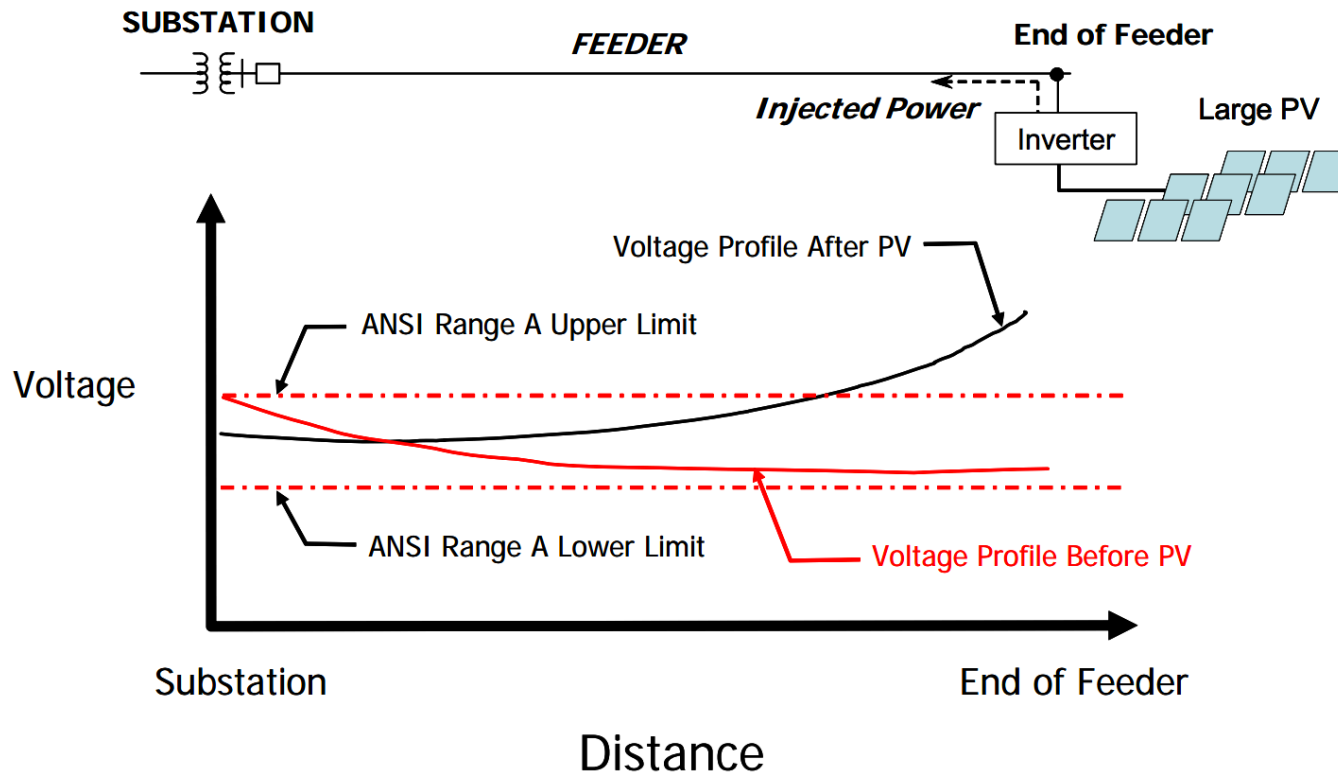 SUBSTATION
FEEDER
End of Feeder
Injected Power
Inverter
Large PV
Voltage Profile After PV
ANSI Range A Upper Limit
Voltage
ANSI Range A Lower Limit
Voltage Profile Before PV
Substation
End of Feeder
Distance